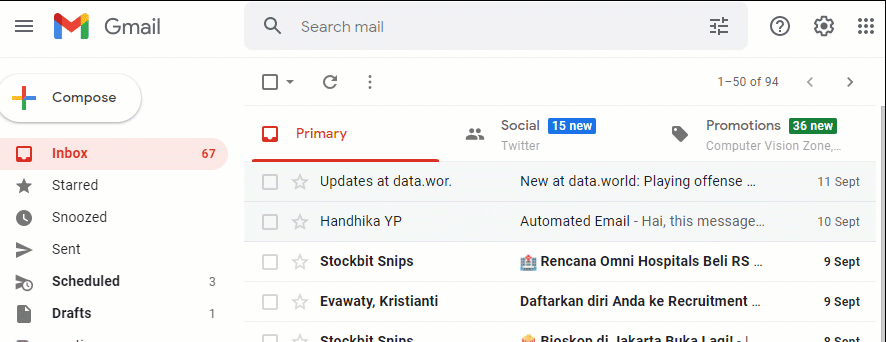 Gmail
Search mail
Compose
1–50 of 94
Primary
Social 15 new
Twitter
Promotions 36 new
Computer Vision Zone,...
Inbox 67
Starred
Snoozed
Sent
Scheduled 3
Drafts 1
Updates at data.wor. New at data.world: Playing offense ... 11 Sept
Handhika YP Automated Email - Hai, this message... 10 Sept
Stockbit Snips 🏥 Rencana Omni Hospitals Beli RS ... 9 Sept
Evawaty, Kristianti Daftarkan diri Anda ke Recruitment ... 9 Sept
Stockbit Snips 🍿 Bioskop di Jakarta Buka Lagi! - 8 Sept